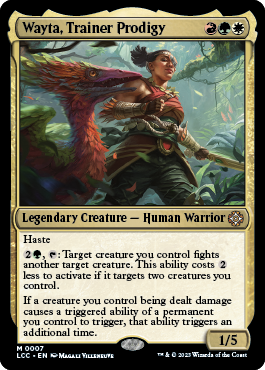 Wayta, Trainer Prodigy
Legendary Creature — Human Warrior
Haste
2, : Target creature you control fights
another target creature. This ability costs 2
less to activate if it targets two creatures you
control.
If a creature you control being dealt damage
causes a triggered ability of a permanent
you control to trigger, that ability triggers an
additional time.
1/5
M 0007
LCC • EN Magali Villeneuve
™ & © 2023 Wizards of the Coast